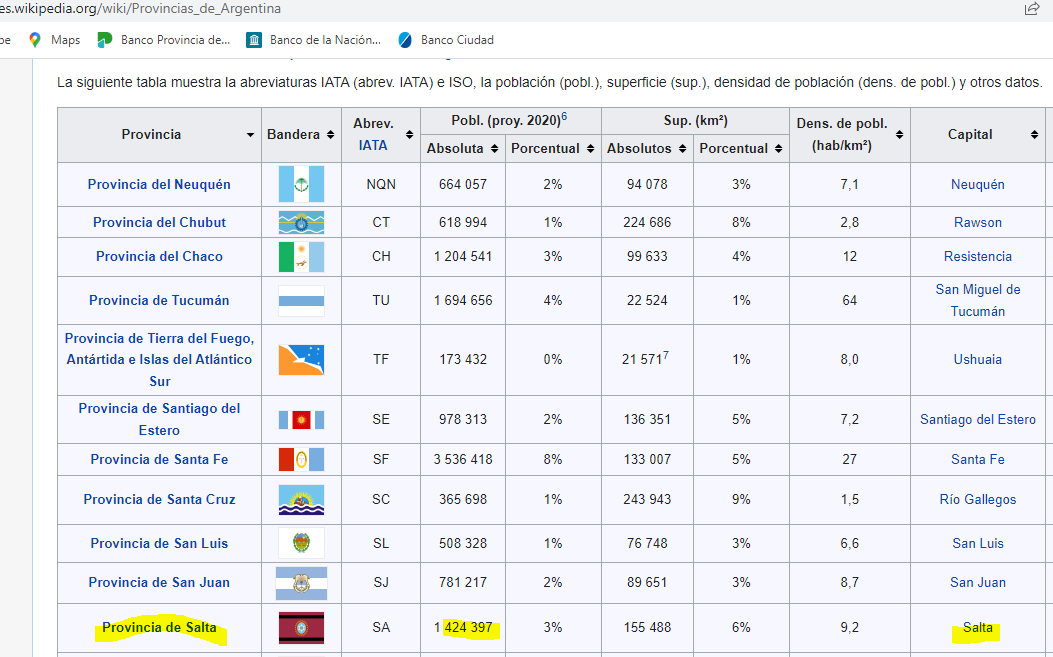 es.wikipedia.org/wiki/Provincias_de_Argentina
Maps Banco Provincia de... Banco de la Nación... Banco Ciudad
La siguiente tabla muestra la abreviaturas IATA (abrev. IATA) e ISO, la población (pobl.), superficie (sup.), densidad de población (dens. de pobl.) y otros datos.
Provincia Bandera Abrev. IATA Pobl. (proy. 2020)6 Sup. (km²) Dens. de pobl. (hab/km²) Capital
Absoluta Porcentual Absolutos Porcentual
Provincia del Neuquén NQN 664 057 2% 94 078 3% 7,1 Neuquén
Provincia del Chubut CT 618 994 1% 224 686 8% 2,8 Rawson
Provincia del Chaco CH 1 204 541 3% 99 633 4% 12 Resistencia
Provincia de Tucumán TU 1 694 656 4% 22 524 1% 64 San Miguel de Tucumán
Provincia de Tierra del Fuego,
Antártida e Islas del Atlántico
Sur TF 173 432 0% 21 5717 1% 8,0 Ushuaia
Provincia de Santiago del
Estero SE 978 313 2% 136 351 5% 7,2 Santiago del Estero
Provincia de Santa Fe SF 3 536 418 8% 133 007 5% 27 Santa Fe
Provincia de Santa Cruz SC 365 698 1% 243 943 9% 1,5 Río Gallegos
Provincia de San Luis SL 508 328 1% 76 748 3% 6,6 San Luis
Provincia de San Juan SJ 781 217 2% 89 651 3% 8,7 San Juan
Provincia de Salta SA 1 424 397 3% 155 488 6% 9,2 Salta